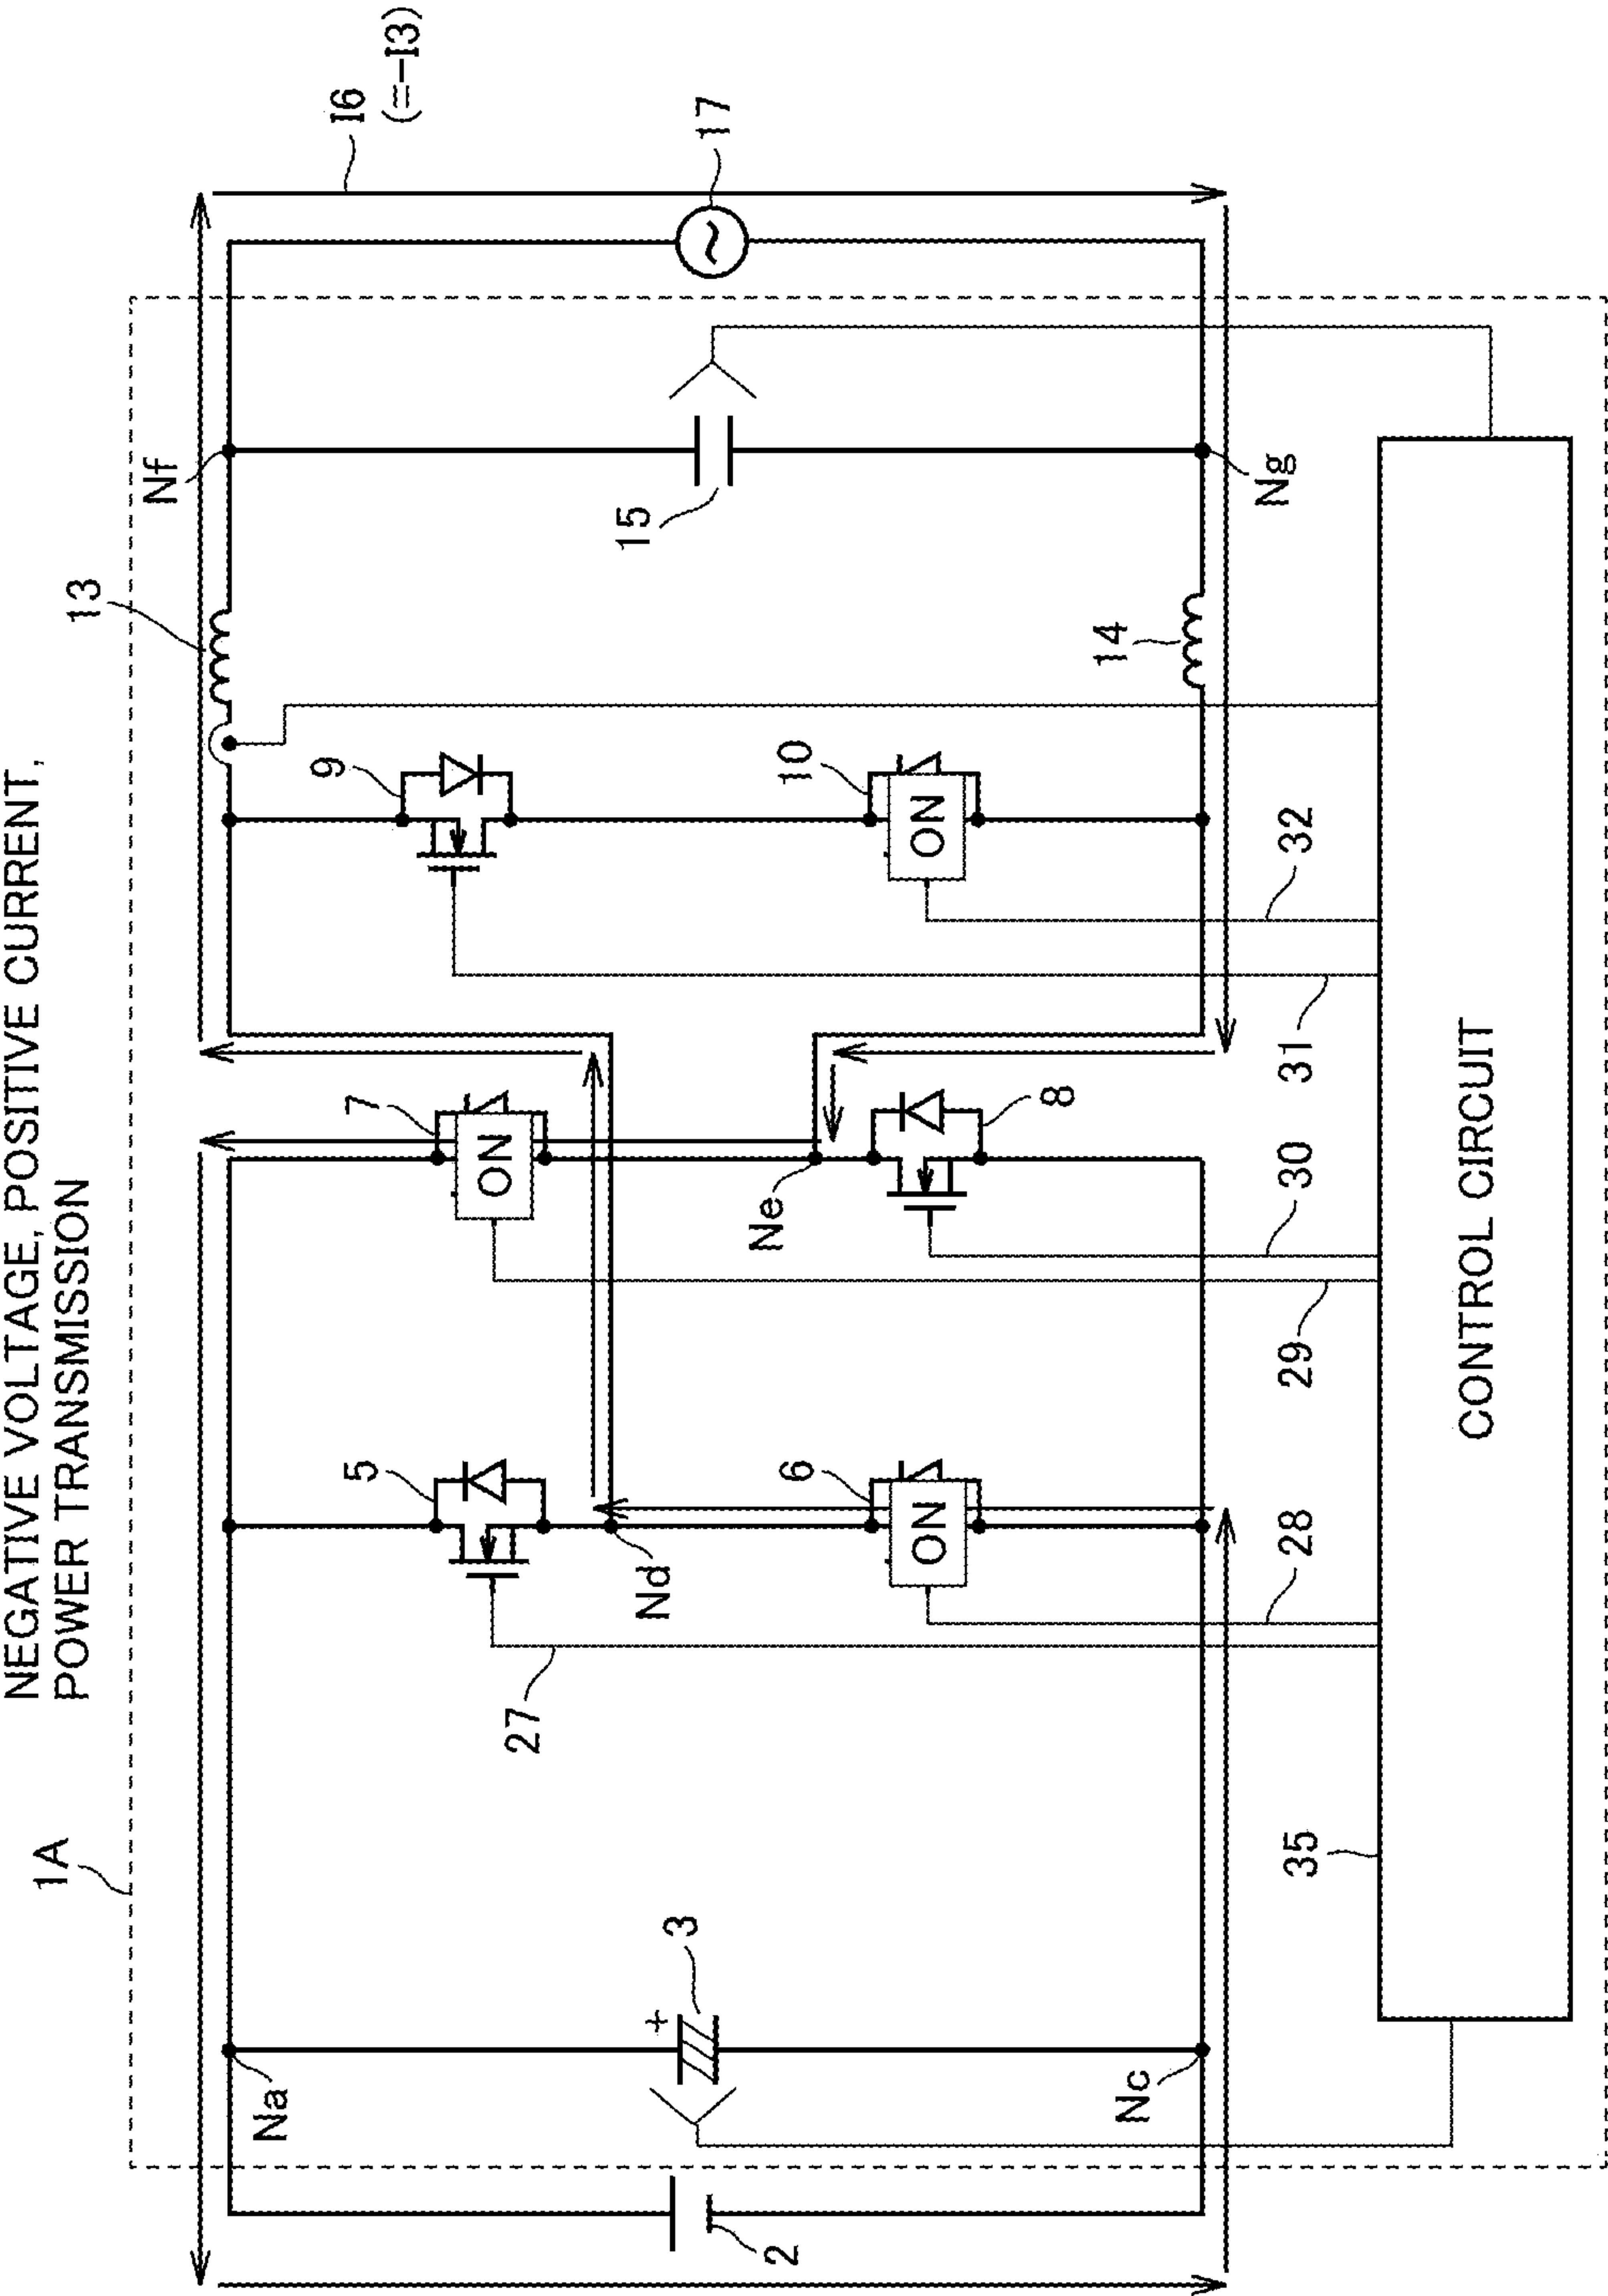 NEGATIVE VOLTAGE, POSITIVE CURRENT,
POWER TRANSMISSION
1A
13
Nf
I6
(=-I3)
17
9
7
5
15
3
+
Na
2
27
Nd
6
ON
ON
Ne
8
10
ON
14
Ng
Nc
35
28
29
30
31
32
CONTROL CIRCUIT